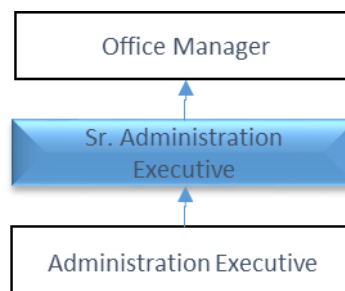 Office Manager
Sr. Administration
Executive
Administration Executive